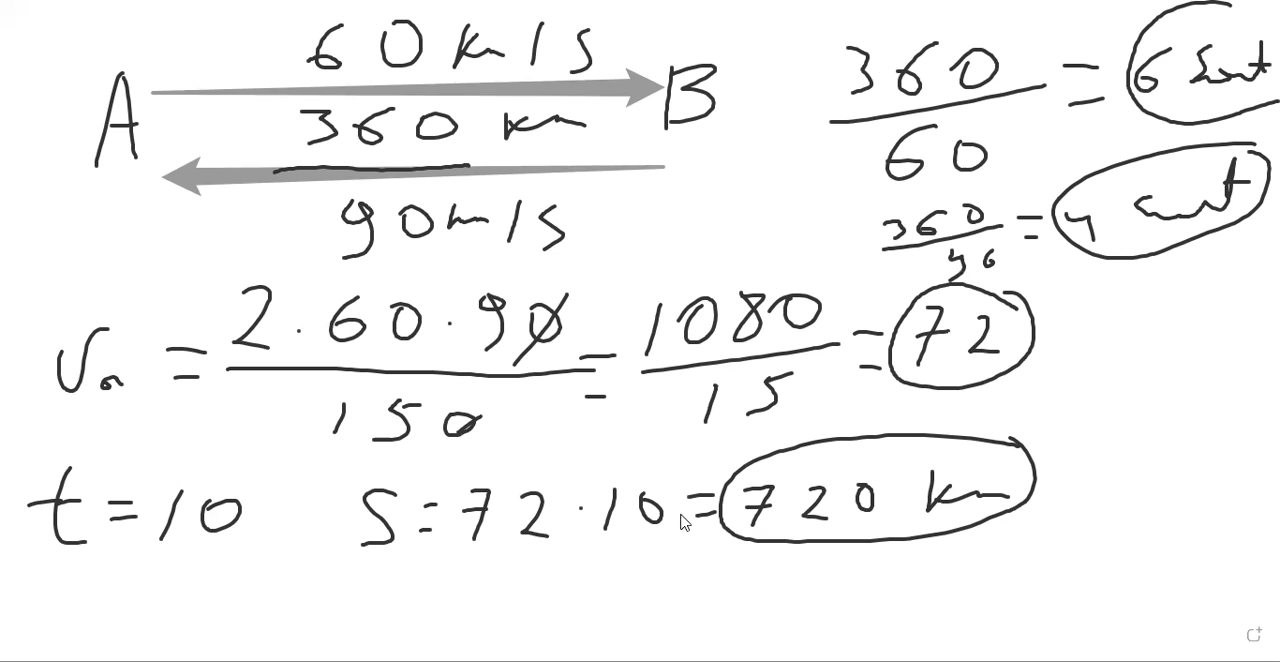 60 km/s
A B
360 km
90 km/s
360/60 = 6 saat
360/90 = 4 saat
Vo = 2·60·90/150 = 1080/15 = 72
t = 10 S = 72·10 = 720 km